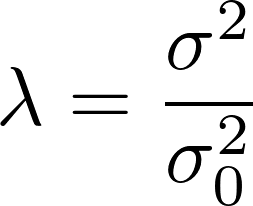 λ = σ² / σ₀²